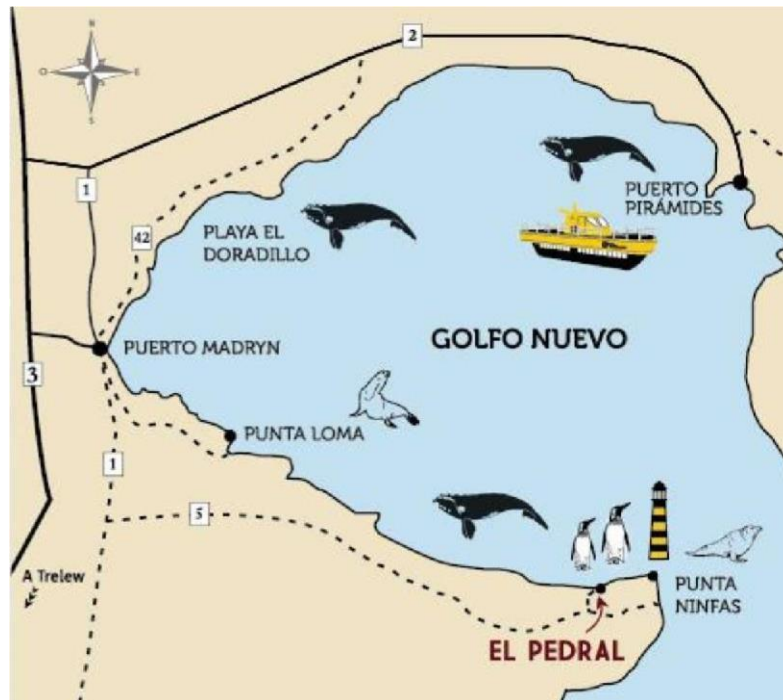 2
N
O
E
S
1
PUERTO
PIRÁMIDES
42
PLAYA EL
DORADILLO
GOLFO NUEVO
PUERTO MADRYN
3
PUNTA LOMA
1
5
A Trelew
PUNTA
NINFAS
EL PEDRAL